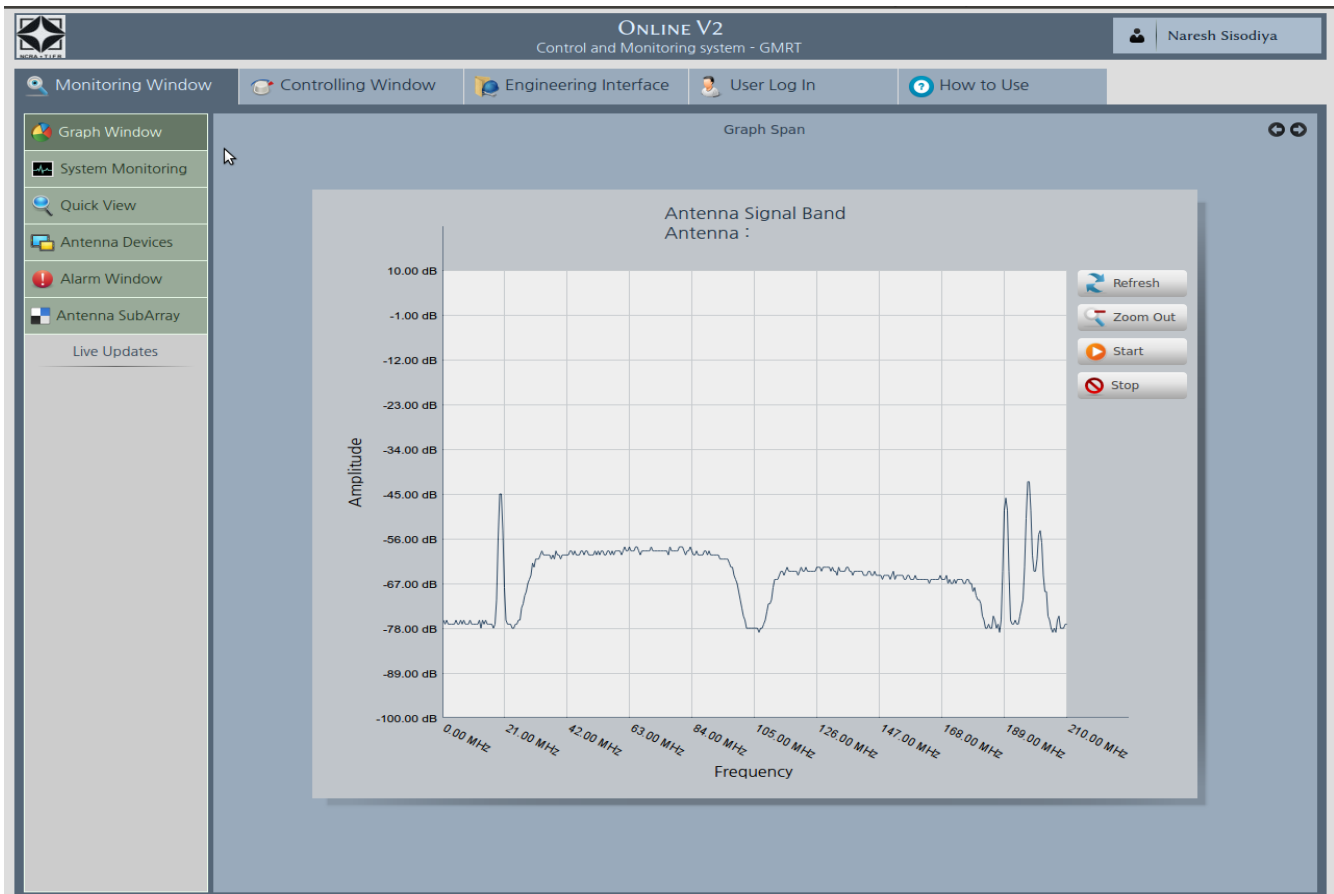 NCRA • TIFR
ONLINE V2
Control and Monitoring system - GMRT
Naresh Sisodiya
Monitoring Window
Controlling Window
Engineering Interface
User Log In
How to Use
Graph Window
System Monitoring
Quick View
Antenna Devices
Alarm Window
Antenna SubArray
Live Updates
Graph Span
Antenna Signal Band
Antenna :
10.00 dB
-1.00 dB
-12.00 dB
-23.00 dB
-34.00 dB
-45.00 dB
-56.00 dB
-67.00 dB
-78.00 dB
-89.00 dB
-100.00 dB
Amplitude
0.00 MHz
21.00 MHz
42.00 MHz
63.00 MHz
84.00 MHz
105.00 MHz
126.00 MHz
147.00 MHz
168.00 MHz
189.00 MHz
210.00 MHz
Frequency
Refresh
Zoom Out
Start
Stop